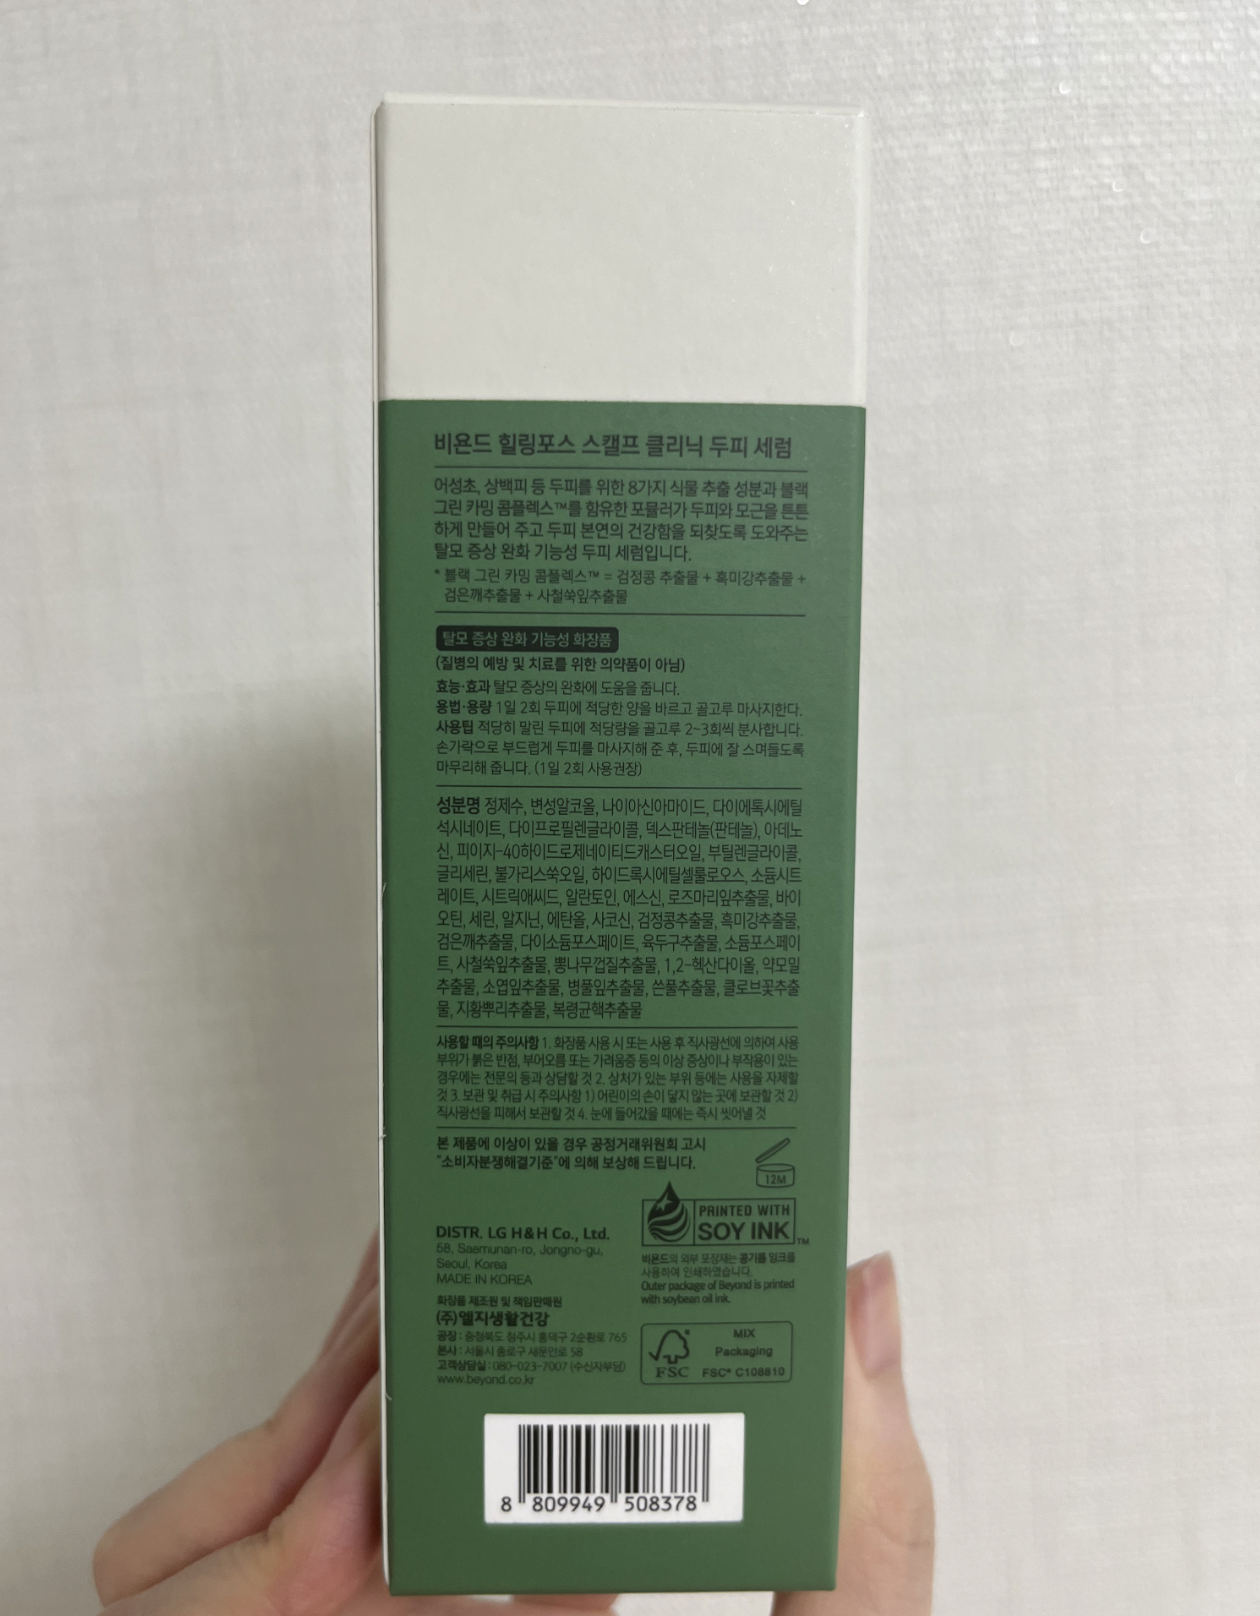 비욘드 힐링포스 스캘프 클리닉 두피 세럼
어성초, 상백피 등 두피를 위한 8가지 식물 추출 성분과 블랙
그린 카밍 콤플렉스™를 함유한 포뮬러가 두피와 모근을 튼튼
하게 만들어 주고 두피 본연의 건강함을 되찾도록 도와주는
탈모 증상 완화 기능성 두피 세럼입니다.
* 블랙 그린 카밍 콤플렉스™ = 검정콩 추출물 + 흑미강추출물 +
검은깨추출물 + 사철쑥잎추출물
탈모 증상 완화 기능성 화장품
(질병의 예방 및 치료를 위한 의약품이 아님)
효능·효과 탈모 증상의 완화에 도움을 줍니다.
용법·용량 1일 2회 두피에 적당한 양을 바르고 골고루 마사지한다.
사용팁 적당히 말린 두피에 적당량을 골고루 2~3회씩 분사합니다.
손가락으로 부드럽게 두피를 마사지해 준 후, 두피에 잘 스며들도록
마무리해 줍니다. (1일 2회 사용권장)
성분명 정제수, 변성알코올, 나이아신아마이드, 다이에톡시에틸
석시네이트, 다이프로필렌글라이콜, 덱스판테놀(판테놀), 아데노
신, 피이지-40하이드로제네이티드캐스터오일, 부틸렌글라이콜,
글리세린, 불가리스쑥오일, 하이드록시에틸셀룰로오스, 소듐시트
레이트, 시트릭애씨드, 알란토인, 에스신, 로즈마리잎추출물, 바이
오틴, 세린, 알지닌, 에탄올, 사코신, 검정콩추출물, 흑미강추출물,
검은깨추출물, 다이소듐포스페이트, 육두구추출물, 소듐포스페이
트, 사철쑥잎추출물, 뽕나무껍질추출물, 1,2-헥산다이올, 약모밀
추출물, 소엽잎추출물, 병풀잎추출물, 쓴풀추출물, 클로브꽃추출
물, 지황뿌리추출물, 복령균핵추출물
사용할 때의 주의사항 1. 화장품 사용 시 또는 사용 후 직사광선에 의하여 사용
부위가 붉은 반점, 부어오름 또는 가려움증 등의 이상 증상이나 부작용이 있는
경우에는 전문의 등과 상담할 것 2. 상처가 있는 부위 등에는 사용을 자제할
것 3. 보관 및 취급 시 주의사항 1) 어린이의 손이 닿지 않는 곳에 보관할 것 2)
직사광선을 피해서 보관할 것 4. 눈에 들어갔을 때에는 즉시 씻어낼 것
본 제품에 이상이 있을 경우 공정거래위원회 고시
"소비자분쟁해결기준"에 의해 보상해 드립니다.
12M
PRINTED WITH
SOY INK™
비욘드의 외부 포장재는 콩기름 잉크를
사용하여 인쇄하였습니다.
Outer package of Beyond is printed
with soybean oil ink.
DISTR. LG H&H Co., Ltd.
58, Saemunan-ro, Jongno-gu,
Seoul, Korea
MADE IN KOREA
화장품 제조원 및 책임판매원
(주)엘지생활건강
공장 : 충청북도 청주시 흥덕구 2순환로 765
본사 : 서울시 종로구 새문안로 58
고객상담실 : 080-023-7007 (수신자부담)
www.beyond.co.kr
FSC
MIX
Packaging
FSC® C108810
8 809949 508378